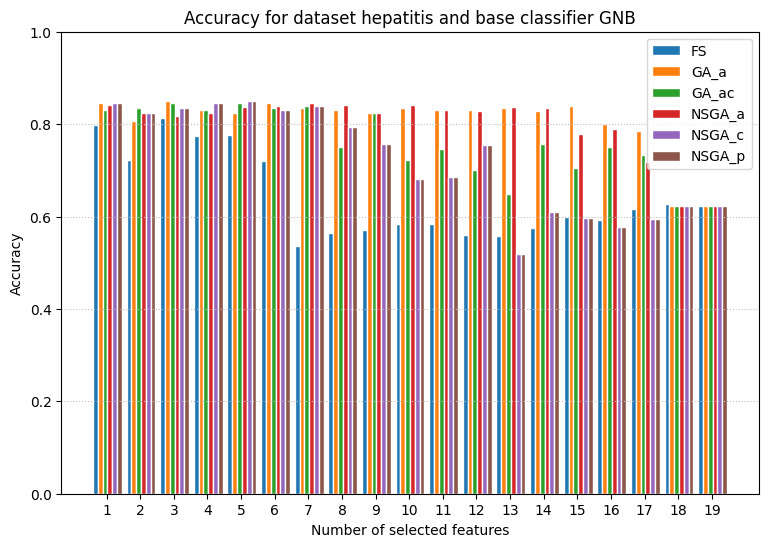 Accuracy for dataset hepatitis and base classifier GNB
1.0
0.8
0.6
0.4
0.2
0.0
Accuracy
FS
GA_a
GA_ac
NSGA_a
NSGA_c
NSGA_p
1 2 3 4 5 6 7 8 9 10 11 12 13 14 15 16 17 18 19
Number of selected features